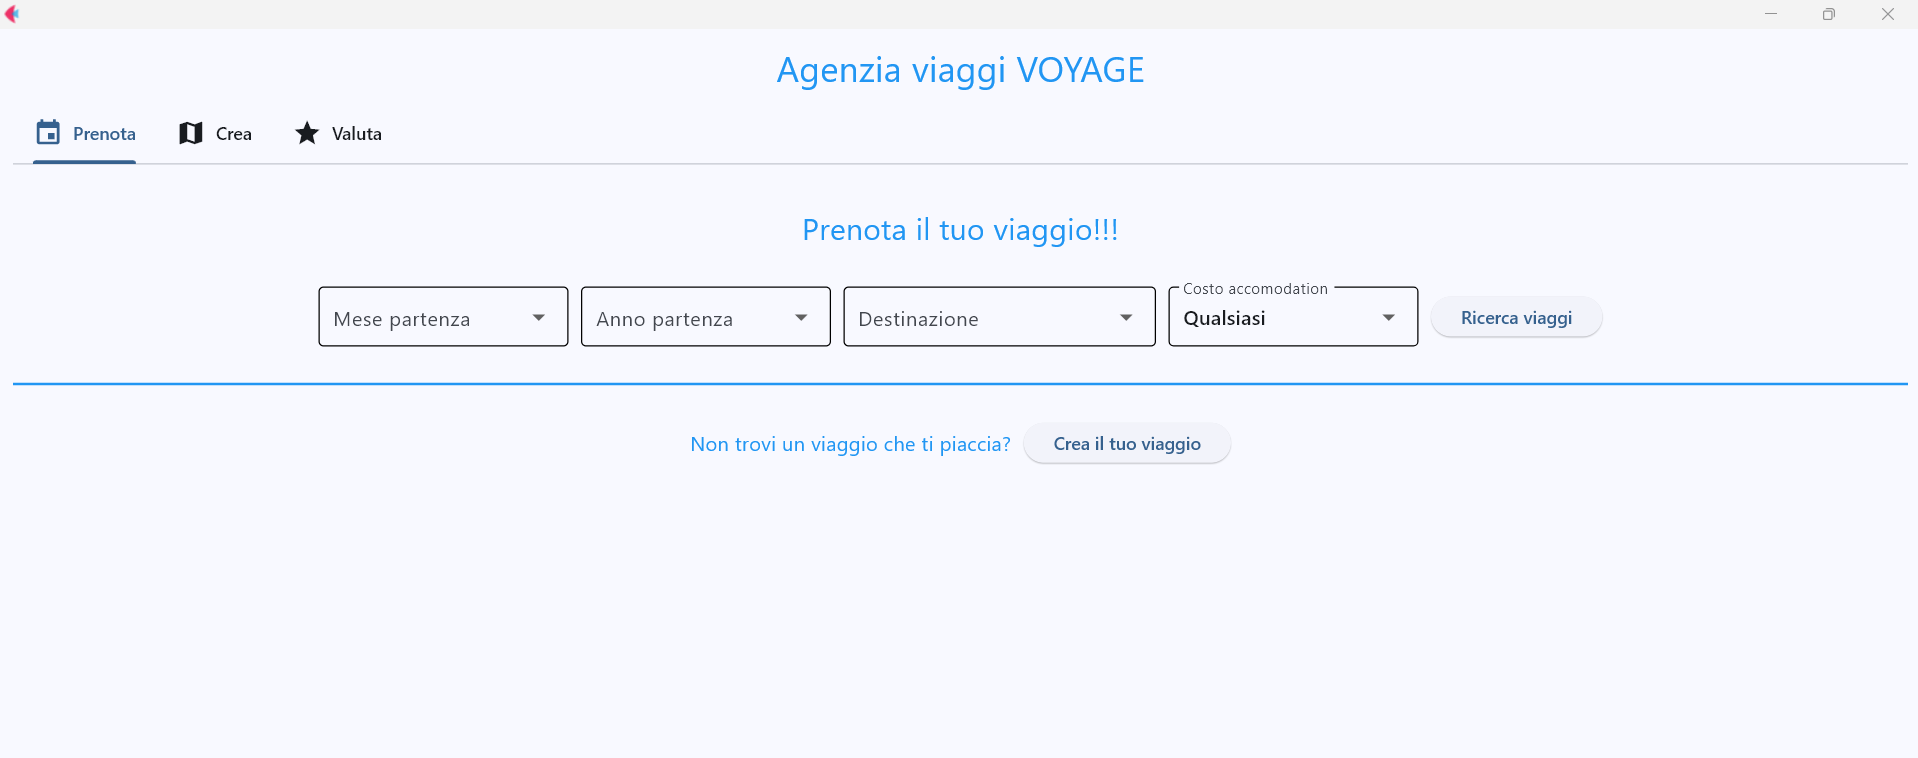 Agenzia viaggi VOYAGE
Prenota Crea Valuta
Prenota il tuo viaggio!!!
Costo accomodation
Mese partenza Anno partenza Destinazione Qualsiasi Ricerca viaggi
Non trovi un viaggio che ti piaccia? Crea il tuo viaggio